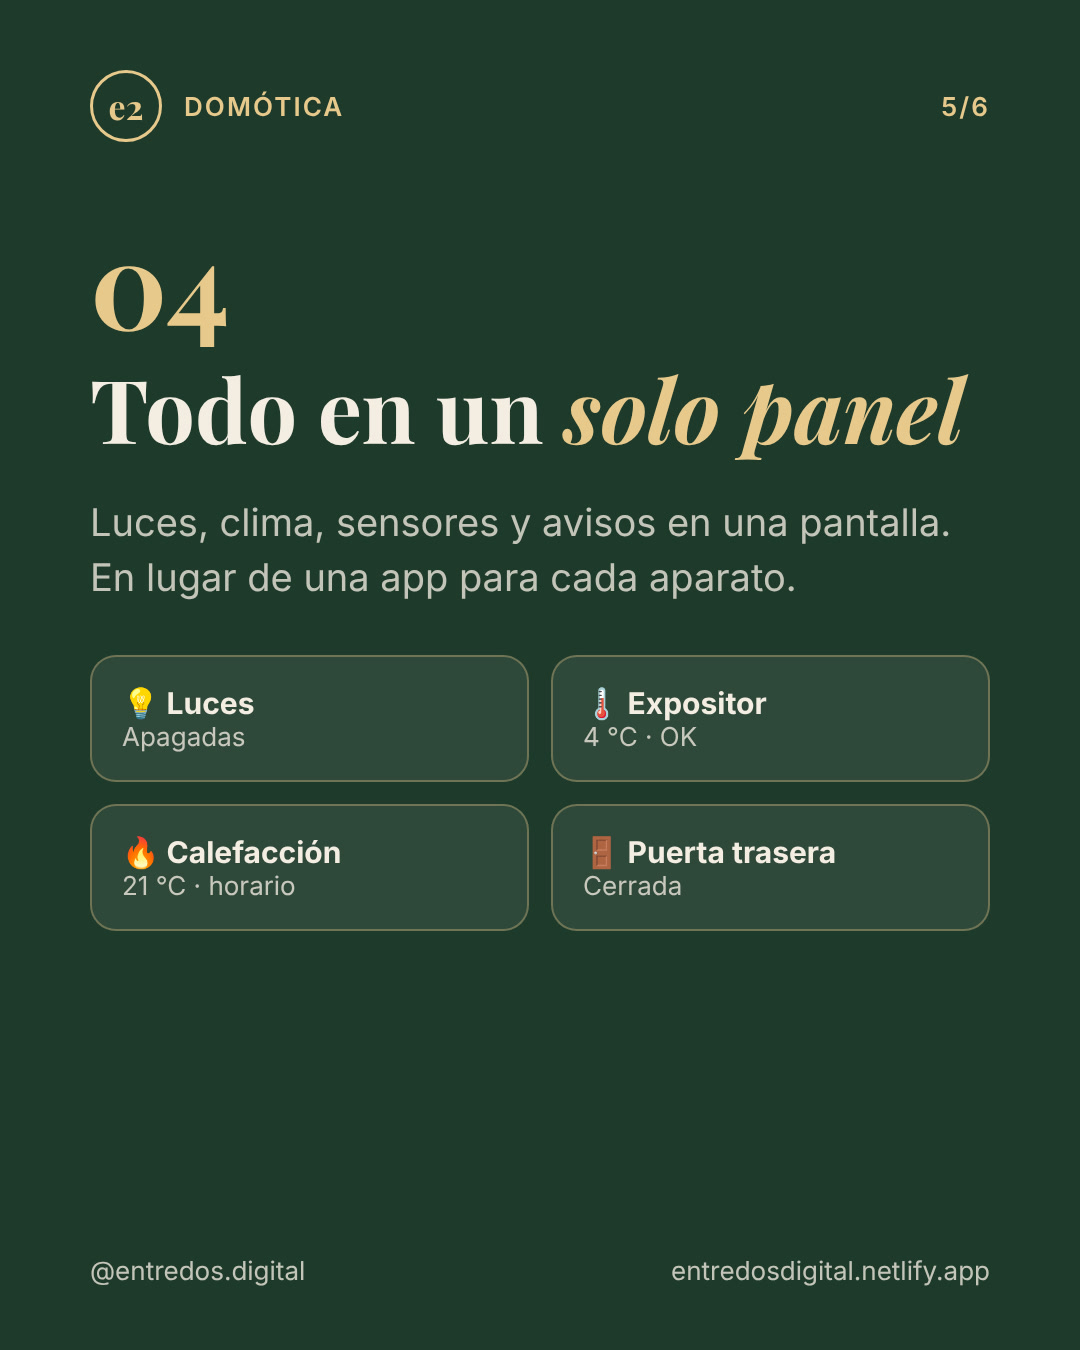 e2 DOMÓTICA 5/6
04
Todo en un solo panel
Luces, clima, sensores y avisos en una pantalla.
En lugar de una app para cada aparato.
💡 Luces
Apagadas
🌡️ Expositor
4 °C · OK
🔥 Calefacción
21 °C · horario
🚪 Puerta trasera
Cerrada
@entredos.digital entredosdigital.netlify.app